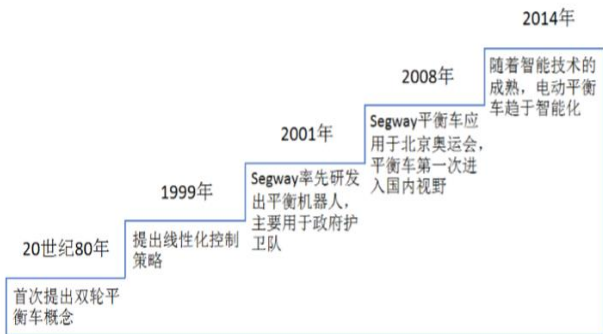 20世纪80年
首次提出双轮平
衡车概念
1999年
提出线性化控制
策略
2001年
Segway率先研发
出平衡机器人，
主要用于政府护
卫队
2008年
Segway平衡车应
用于北京奥运会，
平衡车第一次进
入国内视野
2014年
随着智能技术的
成熟，电动平衡
车趋于智能化